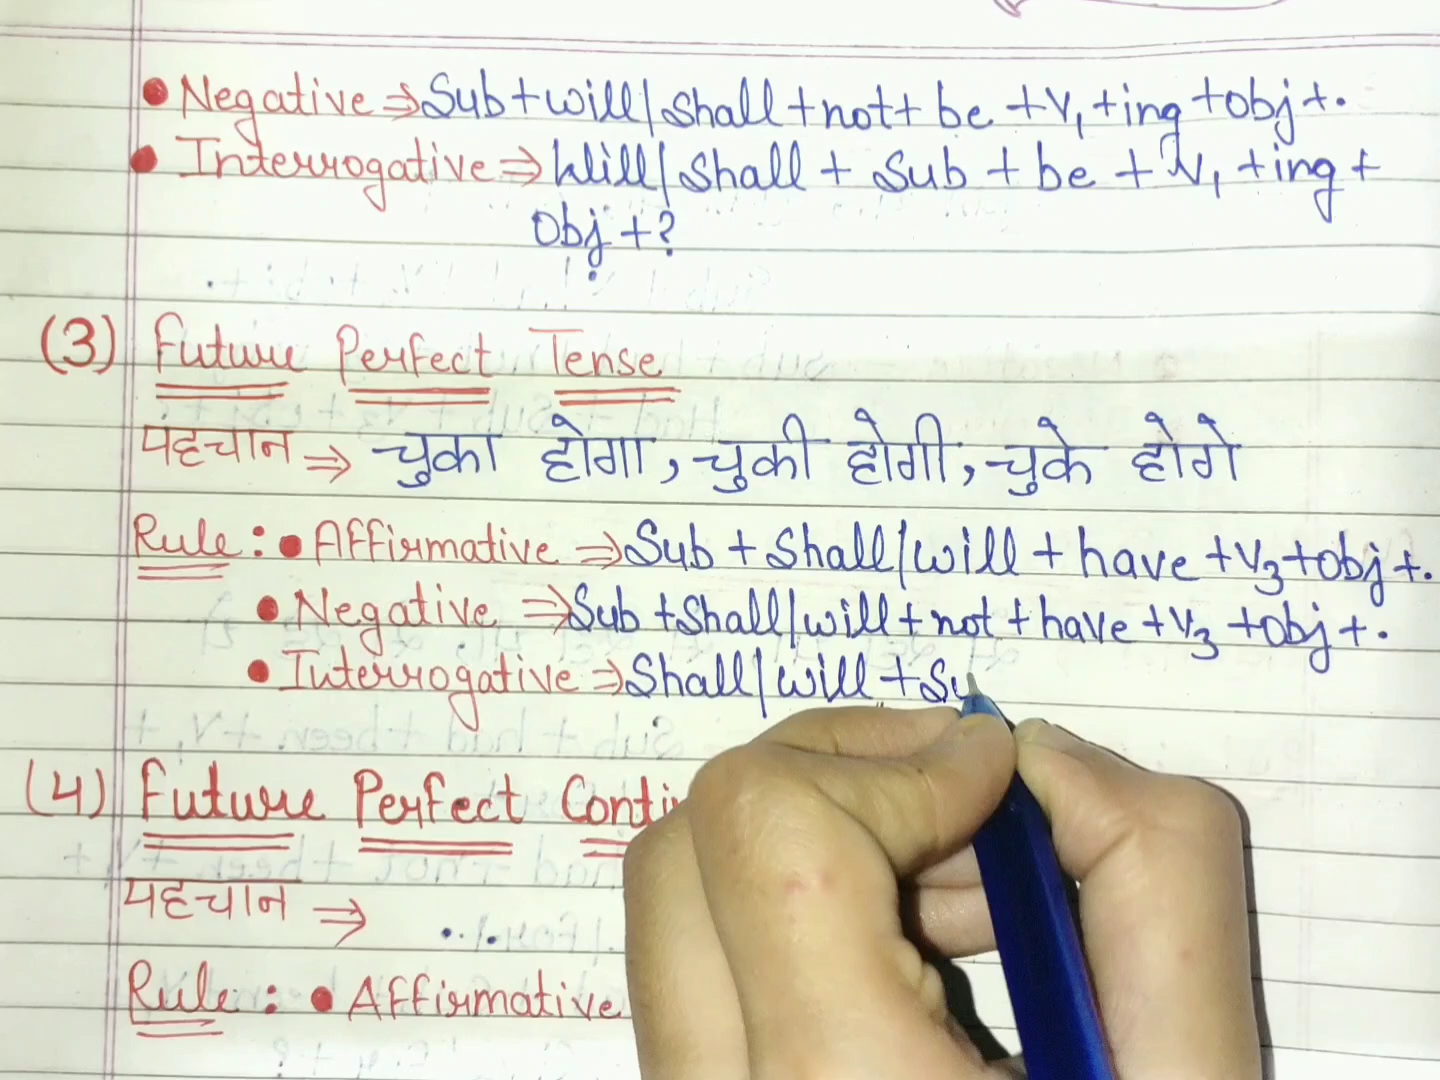 • Negative ⇒ Sub + will/shall + not + be + V₁ + ing + obj + .
• Interrogative ⇒ Will/shall + Sub + be + V₁ + ing +
Obj + ?
(3) Future Perfect Tense
पहचान ⇒ चुका होगा, चुकी होगी, चुके होगे
Rule : • Affirmative ⇒ Sub + Shall/will + have + V₃ + obj + .
• Negative ⇒ Sub + Shall/will + not + have + V₃ + obj + .
• Interrogative ⇒ Shall/will + Su
(4) Future Perfect Conti
पहचान ⇒
Rule : • Affirmative